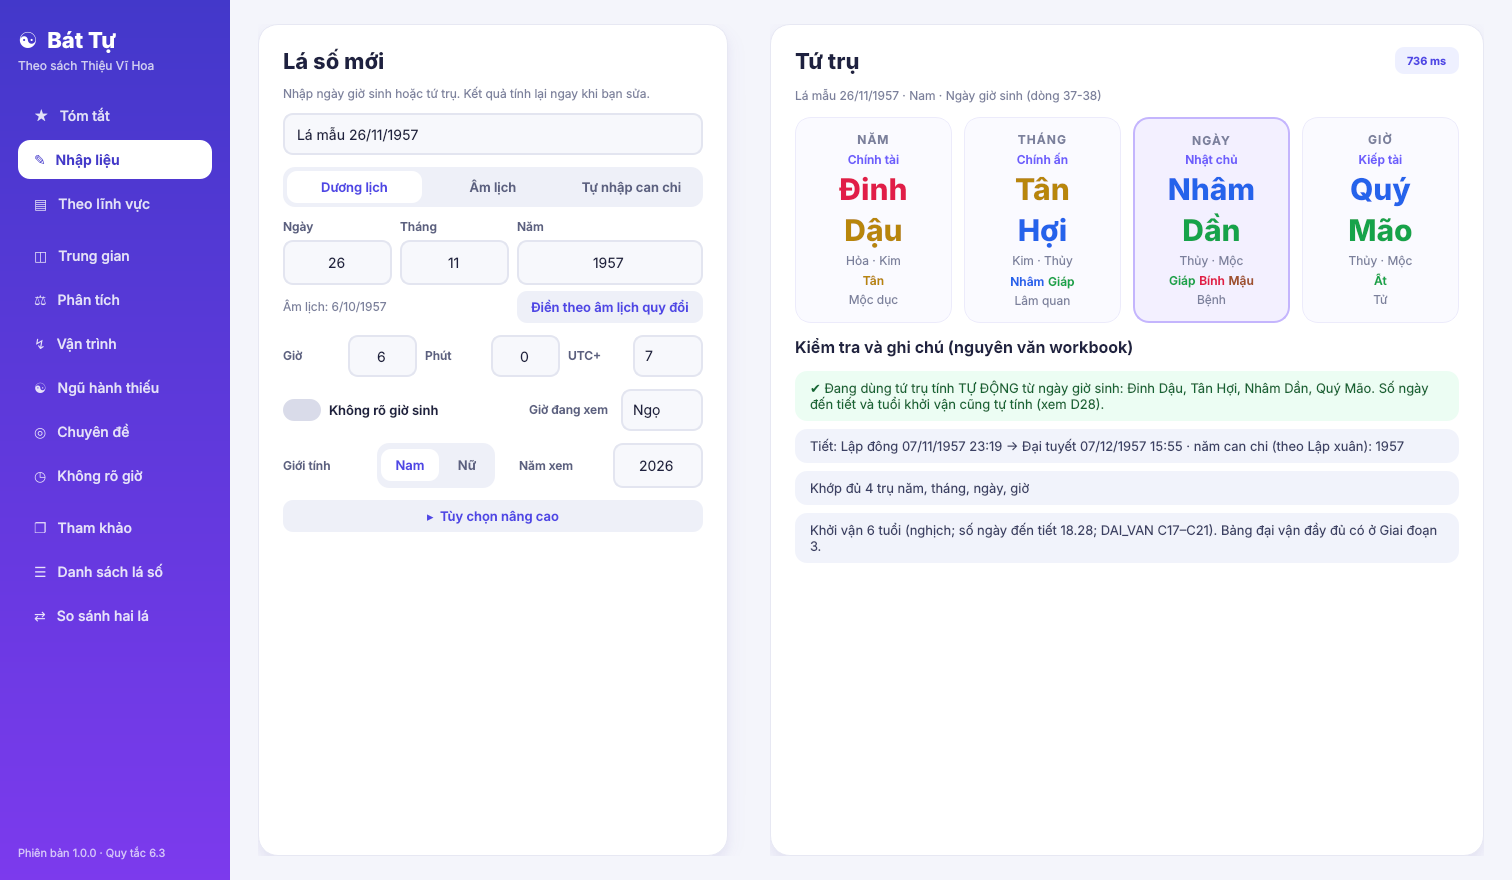 ☯ Bát Tự
Theo sách Thiệu Vĩ Hoa
★ Tóm tắt
✎ Nhập liệu
▤ Theo lĩnh vực
◫ Trung gian
⚖ Phân tích
↯ Vận trình
☯ Ngũ hành thiếu
◎ Chuyên đề
◷ Không rõ giờ
❐ Tham khảo
☰ Danh sách lá số
⇄ So sánh hai lá
Phiên bản 1.0.0 · Quy tắc 6.3
Lá số mới
Nhập ngày giờ sinh hoặc tứ trụ. Kết quả tính lại ngay khi bạn sửa.
Lá mẫu 26/11/1957
Dương lịch Âm lịch Tự nhập can chi
Ngày Tháng Năm
26 11 1957
Âm lịch: 6/10/1957 Điền theo âm lịch quy đổi
Giờ 6 Phút 0 UTC+ 7
Không rõ giờ sinh Giờ đang xem Ngọ
Giới tính Nam Nữ Năm xem 2026
▸ Tùy chọn nâng cao
Tứ trụ 736 ms
Lá mẫu 26/11/1957 · Nam · Ngày giờ sinh (dòng 37-38)
NĂM THÁNG NGÀY GIỜ
Chính tài Chính ấn Nhật chủ Kiếp tài
Đinh Tân Nhâm Quý
Dậu Hợi Dần Mão
Hỏa · Kim Kim · Thủy Thủy · Mộc Thủy · Mộc
Tân Nhâm Giáp Giáp Bính Mậu Ất
Mộc dục Lâm quan Bệnh Tử
Kiểm tra và ghi chú (nguyên văn workbook)
✔ Đang dùng tứ trụ tính TỰ ĐỘNG từ ngày giờ sinh: Đinh Dậu, Tân Hợi, Nhâm Dần, Quý Mão. Số ngày
đến tiết và tuổi khởi vận cũng tự tính (xem D28).
Tiết: Lập đông 07/11/1957 23:19 → Đại tuyết 07/12/1957 15:55 · năm can chi (theo Lập xuân): 1957
Khớp đủ 4 trụ năm, tháng, ngày, giờ
Khởi vận 6 tuổi (nghịch; số ngày đến tiết 18.28; DAI_VAN C17–C21). Bảng đại vận đầy đủ có ở Giai đoạn
3.